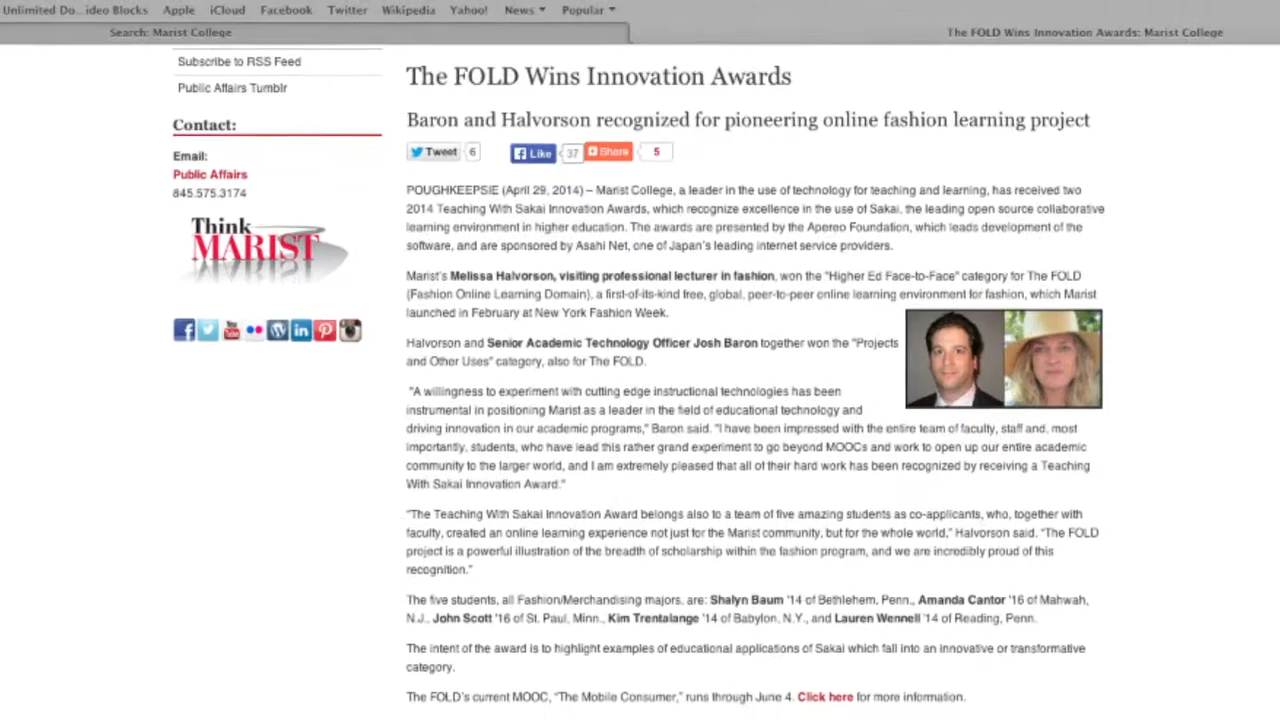 Unlimited Do... ideo Blocks Apple iCloud Facebook Twitter Wikipedia Yahoo! News Popular
Search: Marist College The FOLD Wins Innovation Awards: Marist College
Subscribe to RSS Feed
Public Affairs Tumblr
Contact:
Email:
Public Affairs
845.575.3174
Think
MARIST
The FOLD Wins Innovation Awards
Baron and Halvorson recognized for pioneering online fashion learning project
Tweet 6 Like 37 Share 5
POUGHKEEPSIE (April 29, 2014) – Marist College, a leader in the use of technology for teaching and learning, has received two
2014 Teaching With Sakai Innovation Awards, which recognize excellence in the use of Sakai, the leading open source collaborative
learning environment in higher education. The awards are presented by the Apereo Foundation, which leads development of the
software, and are sponsored by Asahi Net, one of Japan's leading internet service providers.
Marist's Melissa Halvorson, visiting professional lecturer in fashion, won the "Higher Ed Face-to-Face" category for The FOLD
(Fashion Online Learning Domain), a first-of-its-kind free, global, peer-to-peer online learning environment for fashion, which Marist
launched in February at New York Fashion Week.
Halvorson and Senior Academic Technology Officer Josh Baron together won the "Projects
and Other Uses" category, also for The FOLD.
"A willingness to experiment with cutting edge instructional technologies has been
instrumental in positioning Marist as a leader in the field of educational technology and
driving innovation in our academic programs," Baron said. "I have been impressed with the entire team of faculty, staff and, most
importantly, students, who have lead this rather grand experiment to go beyond MOOCs and work to open up our entire academic
community to the larger world, and I am extremely pleased that all of their hard work has been recognized by receiving a Teaching
With Sakai Innovation Award."
"The Teaching With Sakai Innovation Award belongs also to a team of five amazing students as co-applicants, who, together with
faculty, created an online learning experience not just for the Marist community, but for the whole world," Halvorson said. "The FOLD
project is a powerful illustration of the breadth of scholarship within the fashion program, and we are incredibly proud of this
recognition."
The five students, all Fashion/Merchandising majors, are: Shalyn Baum '14 of Bethlehem, Penn., Amanda Cantor '16 of Mahwah,
N.J., John Scott '16 of St. Paul, Minn., Kim Trentalange '14 of Babylon, N.Y., and Lauren Wennell '14 of Reading, Penn.
The intent of the award is to highlight examples of educational applications of Sakai which fall into an innovative or transformative
category.
The FOLD's current MOOC, "The Mobile Consumer," runs through June 4. Click here for more information.